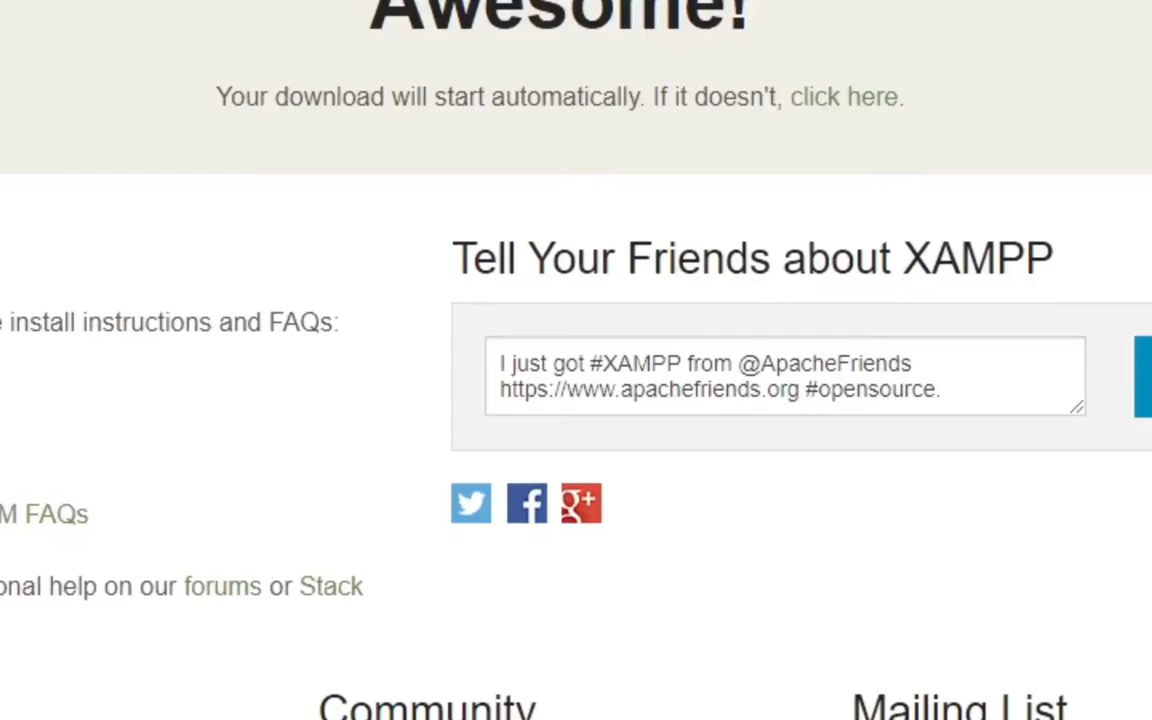 Awesome!
Your download will start automatically. If it doesn't, click here.
Tell Your Friends about XAMPP
install instructions and FAQs:
I just got #XAMPP from @ApacheFriends
https://www.apachefriends.org #opensource.
g+
M FAQs
onal help on our forums or Stack
Community
Mailing List